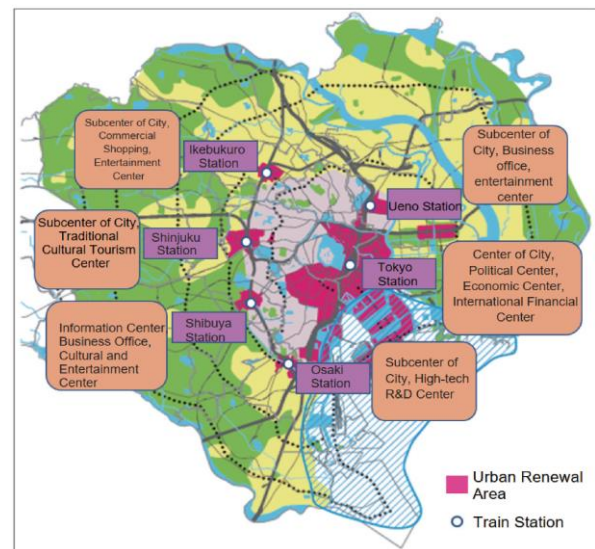 Subcenter of City,
Commercial
Shopping,
Entertainment
Center
Ikebukuro
Station
Subcenter of
City, Business
office,
entertainment
center
Ueno Station
Subcenter of City,
Traditional
Cultural Tourism
Center
Shinjuku
Station
Tokyo
Station
Center of City,
Political Center,
Economic Center,
International Financial
Center
Information Center
Business Office,
Cultural and
Entertainment
Center
Shibuya
Station
Osaki
Station
Subcenter of
City, High-tech
R&D Center
Urban Renewal
Area
Train Station